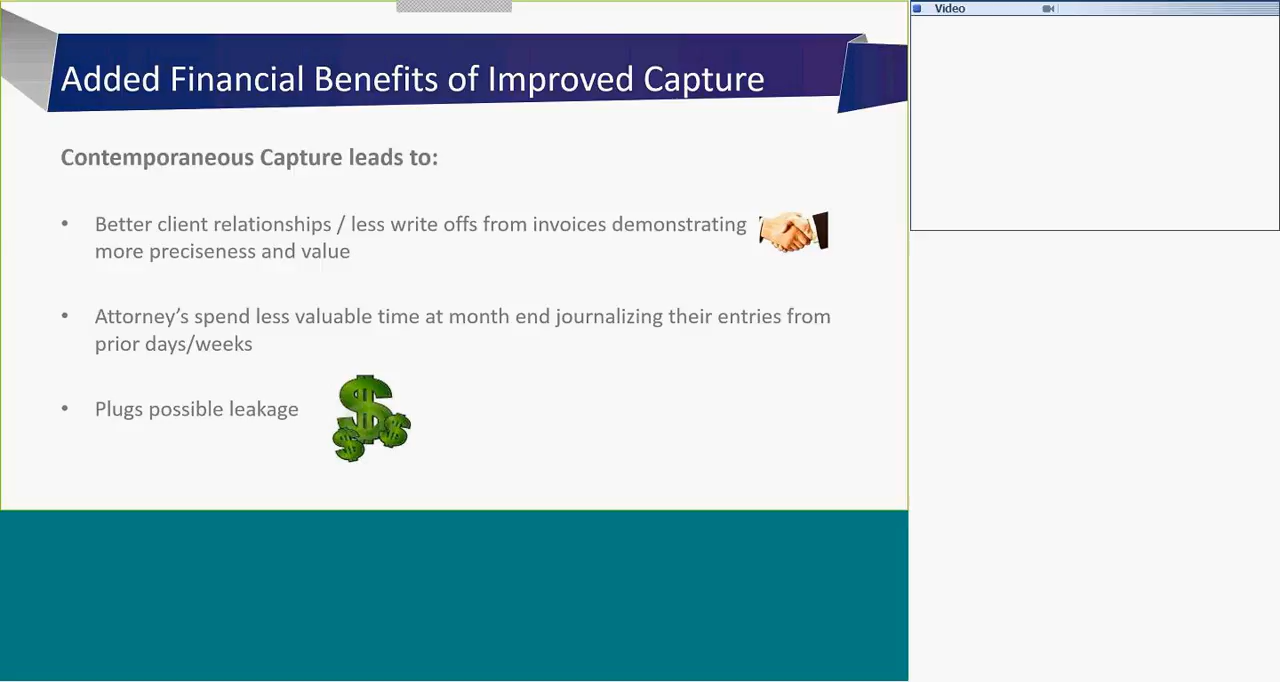 Added Financial Benefits of Improved Capture
Video
Contemporaneous Capture leads to:
• Better client relationships / less write offs from invoices demonstrating
more preciseness and value
• Attorney’s spend less valuable time at month end journalizing their entries from
prior days/weeks
• Plugs possible leakage